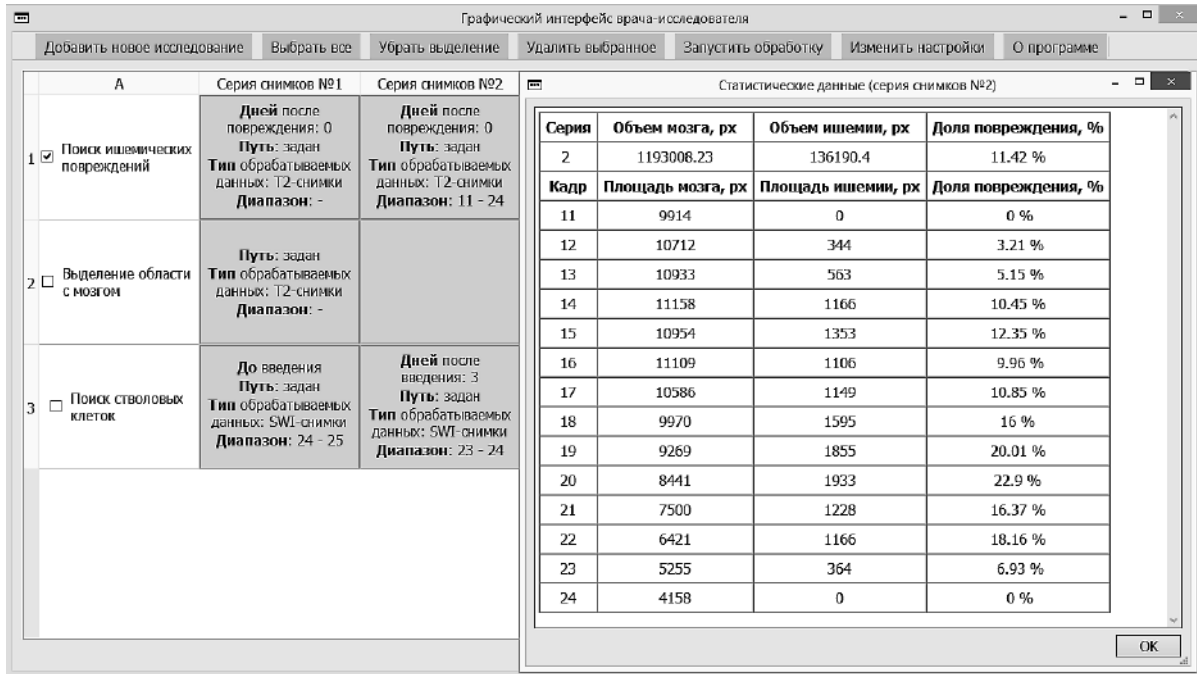 Графический интерфейс врача-исследователя
Добавить новое исследование Выбрать все Убрать выделение Удалить выбранное Запустить обработку Изменить настройки О программе
A Серия снимков №1 Серия снимков №2
1 Поиск ишемических
повреждений
Дней после
повреждения: 0
Путь: задан
Тип обрабатываемых
данных: T2-снимки
Диапазон: -
Дней после
повреждения: 0
Путь: задан
Тип обрабатываемых
данных: T2-снимки
Диапазон: 11 - 24
2 Выделение области
с мозгом
Путь: задан
Тип обрабатываемых
данных: T2-снимки
Диапазон: -
3 Поиск стволовых
клеток
До введения
Путь: задан
Тип обрабатываемых
данных: SWI-снимки
Диапазон: 24 - 25
Дней после
введения: 3
Путь: задан
Тип обрабатываемых
данных: SWI-снимки
Диапазон: 23 - 24
Статистические данные (серия снимков №2)
Серия Объем мозга, px Объем ишемии, px Доля повреждения, %
2 1193008.23 136190.4 11.42 %
Кадр Площадь мозга, px Площадь ишемии, px Доля повреждения, %
11 9914 0 0 %
12 10712 344 3.21 %
13 10933 563 5.15 %
14 11158 1166 10.45 %
15 10954 1353 12.35 %
16 11109 1106 9.96 %
17 10586 1149 10.85 %
18 9970 1595 16 %
19 9269 1855 20.01 %
20 8441 1933 22.9 %
21 7500 1228 16.37 %
22 6421 1166 18.16 %
23 5255 364 6.93 %
24 4158 0 0 %
OK